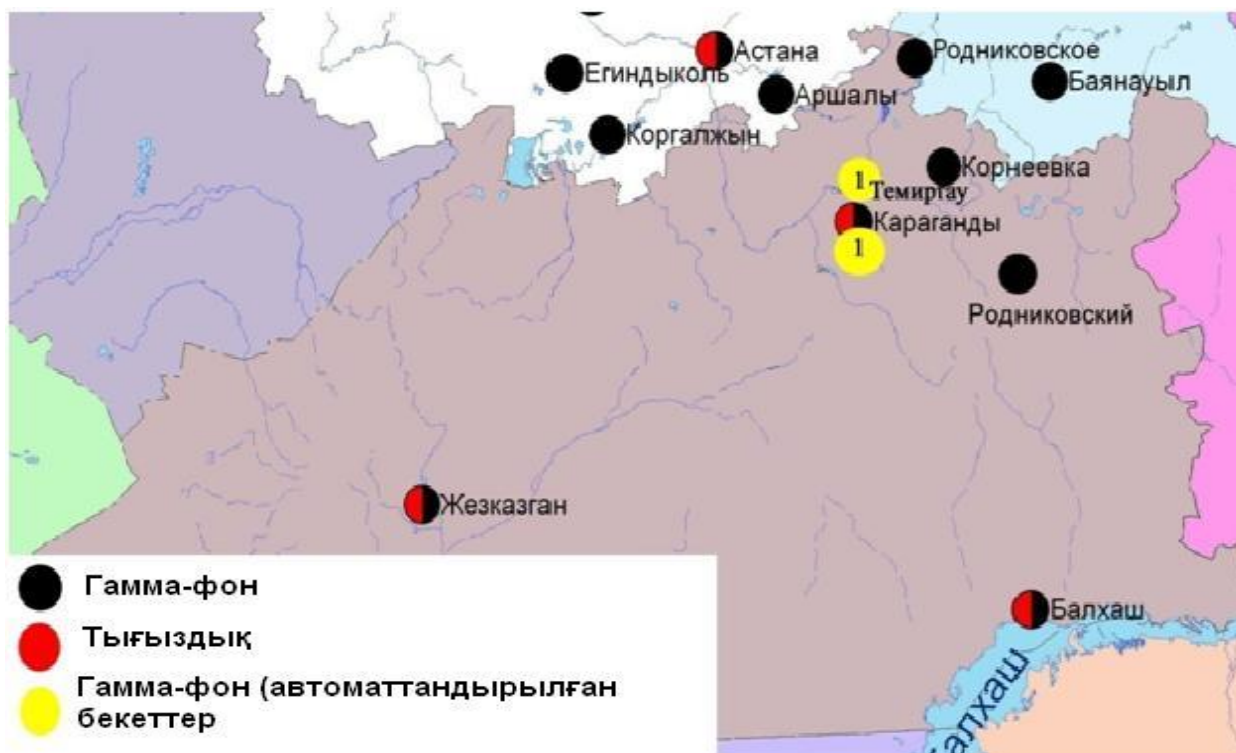 Астана
Родниковское
Егиндыколь
Баянауыл
Аршалы
Коргалжын
Корнеевка
1
Темиртау
Караганды
1
Родниковский
Жезказган
Балхаш
Балхаш
Гамма-фон
Тығыздық
Гамма-фон (автоматтандырылған
бекеттер